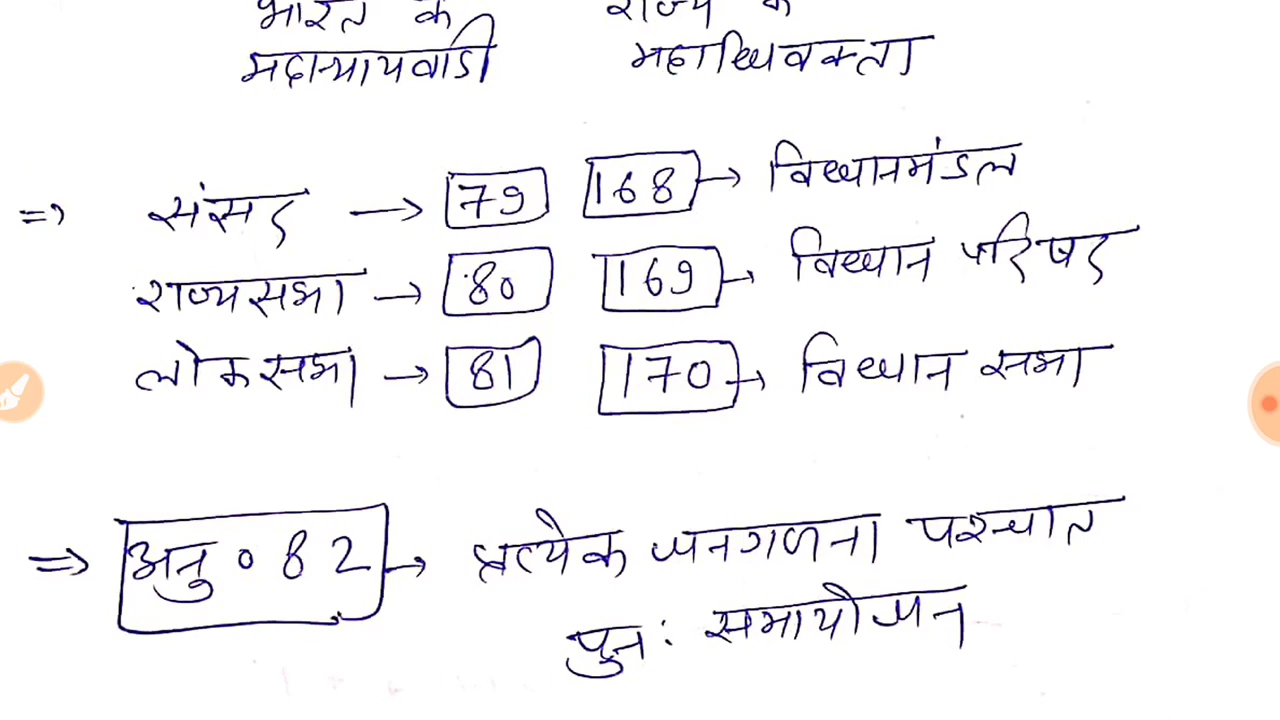 भारत के राज्य के
महान्यायवादी महाधिवक्ता
=> संसद → 79 168 → विधानमंडल
राज्यसभा → 80 169 → विधान परिषद
लोकसभा → 81 170 → विधान सभा
=> अनु० 82 → प्रत्येक जनगणना पश्चात
पुन: समायोजन